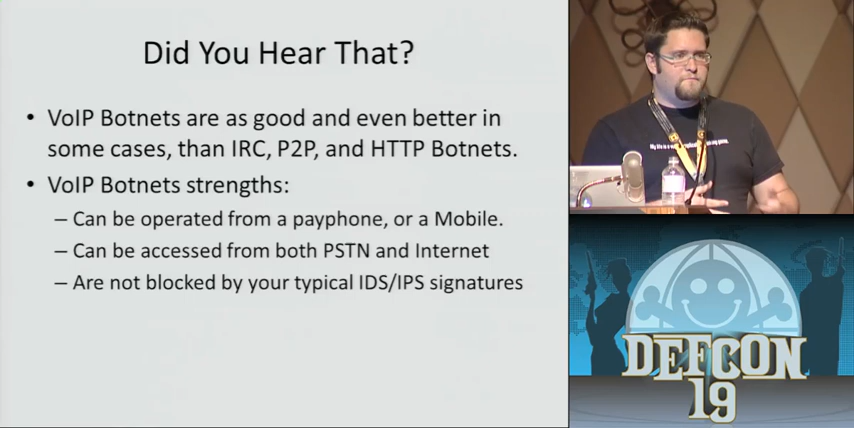 Did You Hear That?
• VoIP Botnets are as good and even better in
some cases, than IRC, P2P, and HTTP Botnets.
• VoIP Botnets strengths:
– Can be operated from a payphone, or a Mobile.
– Can be accessed from both PSTN and Internet
– Are not blocked by your typical IDS/IPS signatures
DEFCON
19